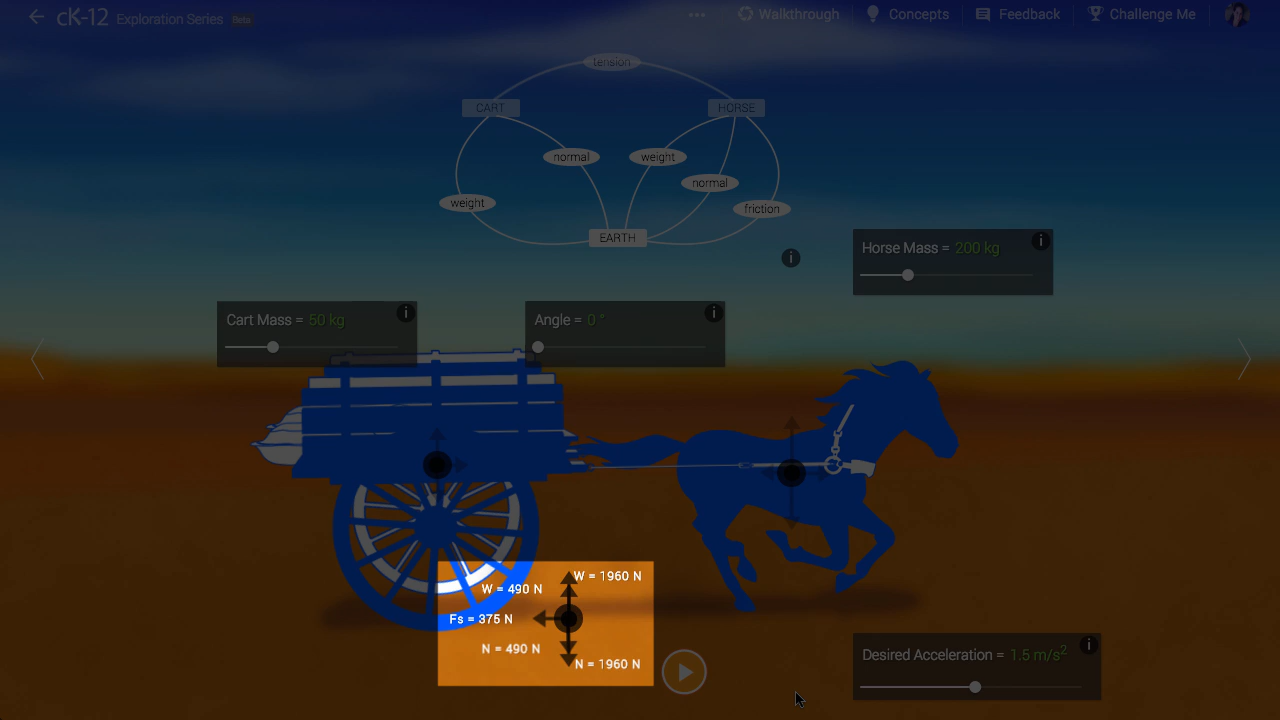 cK-12 Exploration Series Beta
Walkthrough
Concepts
Feedback
Challenge Me
tension
CART
HORSE
normal
weight
normal
weight
friction
EARTH
Horse Mass = 200 kg
Cart Mass = 50 kg
Angle = 0 °
W = 1960 N
W = 490 N
Fs = 375 N
N = 490 N
N = 1960 N
Desired Acceleration = 1.5 m/s²